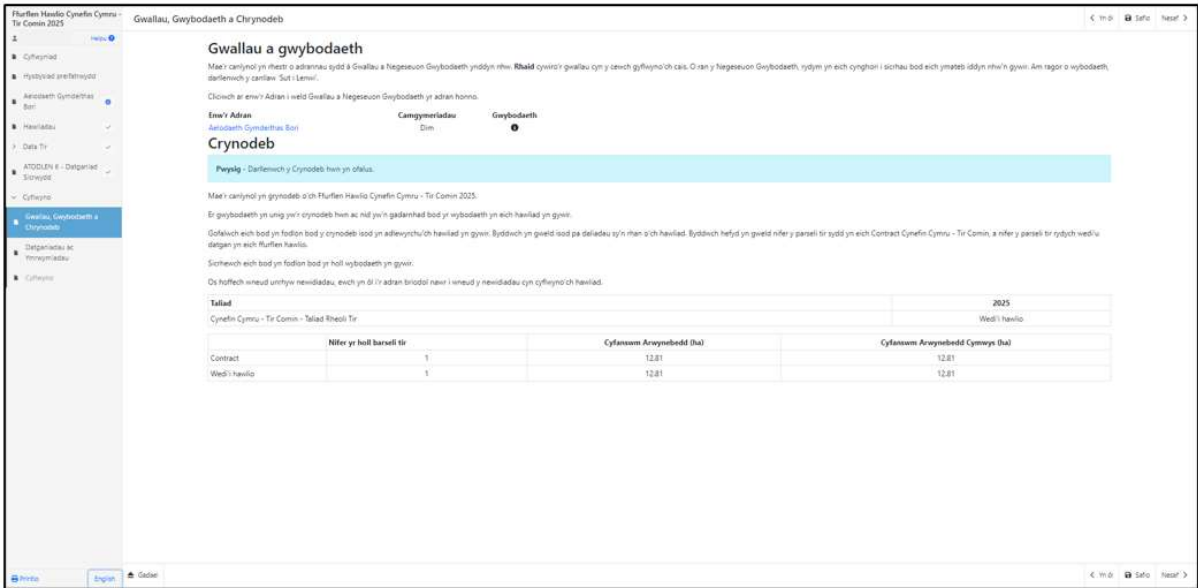 Ffurflen Hawlio Cynefin Cymru -
Tir Comin 2025
Gwallau, Gwybodaeth a Chrynodeb
Yn ôl
Safio
Nesaf
Helpu
Cyflwyniad
Hysbysiad preifatrwydd
Aelodaeth Gymdeithas
Bori
Hawliadau
Data Tir
ATODLEN II - Datganiad
Sicrwydd
Cyflwyno
Gwallau, Gwybodaeth a
Chrynodeb
Datganiadau ac
Ymrwymiadau
Cyflwyno
Gwallau a gwybodaeth
Mae'r canlynol yn rhestr o adrannau sydd â Gwallau a Negeseuon Gwybodaeth ynddyn nhw. Rhaid cywiro'r gwallau cyn y cewch gyflwyno'ch cais. O ran y Negeseuon Gwybodaeth, rydym yn eich cynghori i sicrhau bod eich ymateb iddyn nhw'n gywir. Am ragor o wybodaeth,
darllenwch y canllaw 'Sut i Lenwi'.
Cliciwch ar enw'r Adran i weld Gwallau a Negeseuon Gwybodaeth yr adran honno.
Enw'r Adran Camgymeriadau Gwybodaeth
Aelodaeth Gymdeithas Bori Dim
Crynodeb
Pwysig - Darllenwch y Crynodeb hwn yn ofalus.
Mae'r canlynol yn grynodeb o'ch Ffurflen Hawlio Cynefin Cymru - Tir Comin 2025.
Er gwybodaeth yn unig yw'r crynodeb hwn ac nid yw'n gadarnhad bod yr wybodaeth yn eich hawliad yn gywir.
Gofalwch eich bod yn fodlon bod y crynodeb isod yn adlewyrchu'ch hawliad yn gywir. Byddwch yn gweld isod pa daliadau sy'n rhan o'ch hawliad. Byddwch hefyd yn gweld nifer y parseli tir sydd yn eich Contract Cynefin Cymru - Tir Comin, a nifer y parseli tir rydych wedi'u
datgan yn eich ffurflen hawlio.
Sicrhewch eich bod yn fodlon bod yr holl wybodaeth yn gywir.
Os hoffech wneud unrhyw newidiadau, ewch yn ôl i'r adran briodol nawr i wneud y newidiadau cyn cyflwyno'ch hawliad.
Taliad 2025
Cynefin Cymru - Tir Comin - Taliad Rheoli Tir Wedi'i hawlio
Nifer yr holl barseli tir Cyfanswm Arwynebedd (ha) Cyfanswm Arwynebedd Cymwys (ha)
Contract 1 12.81 12.81
Wedi'i hawlio 1 12.81 12.81
Printio
English
Gadael
Yn ôl
Safio
Nesaf